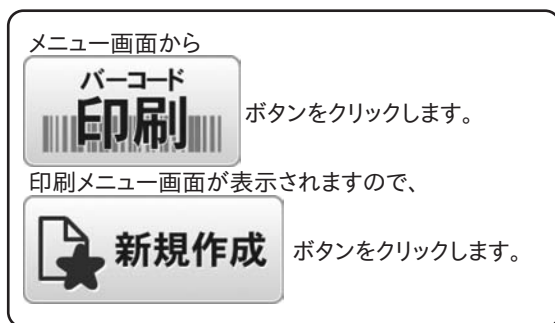 メニュー画面から
バーコード
印刷
ボタンをクリックします。
印刷メニュー画面が表示されますので、
新規作成 ボタンをクリックします。